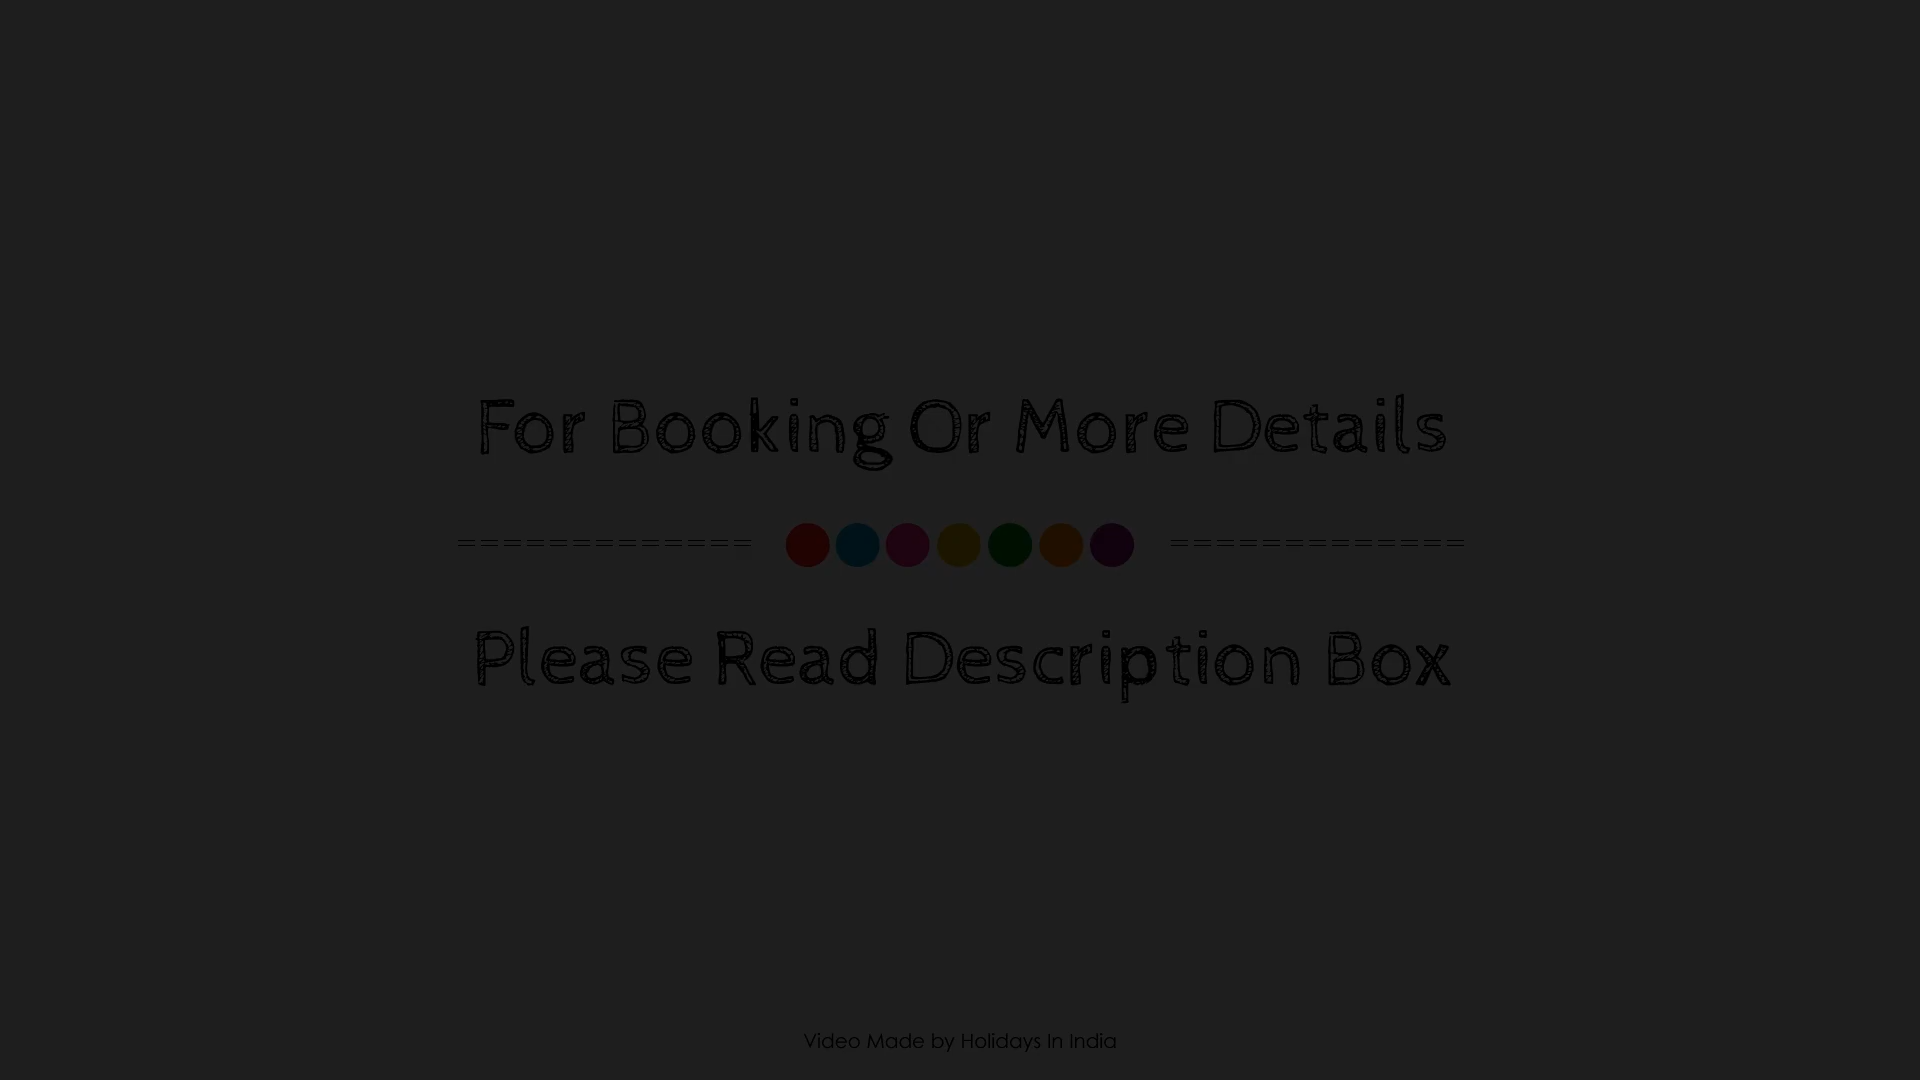 For Booking Or More Details
============= =============
Please Read Description Box
Video Made by Holidays In India